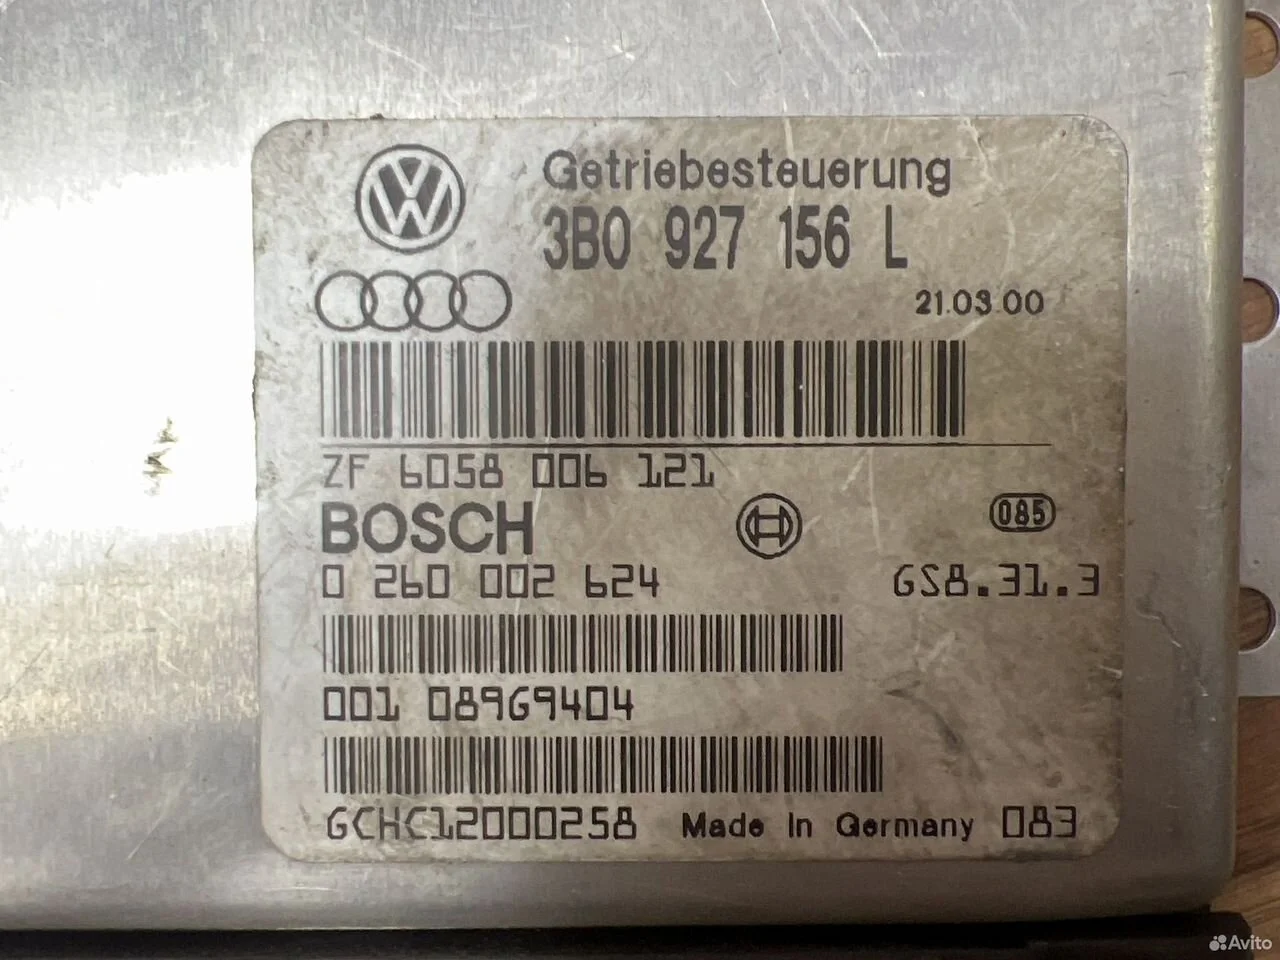 Getriebesteuerung
3B0 927 156 L
21.03.00
ZF 6058 006 121
BOSCH
085
0 260 002 624 GS8.31.3
001 08969404
GCHC12000258 Made in Germany 083
Avito